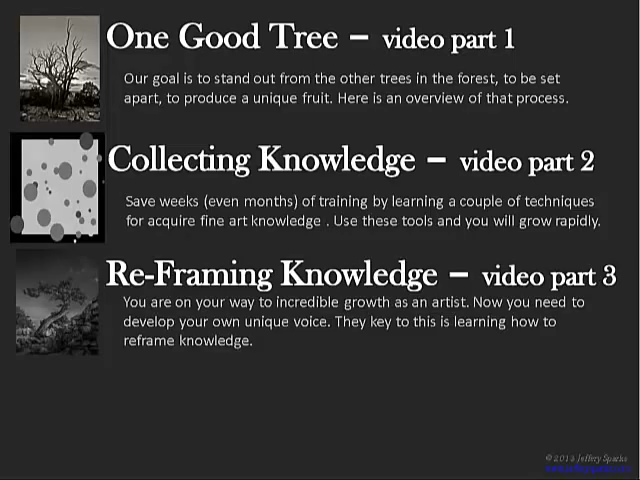 One Good Tree – video part 1
Our goal is to stand out from the other trees in the forest, to be set
apart, to produce a unique fruit. Here is an overview of that process.
Collecting Knowledge – video part 2
Save weeks (even months) of training by learning a couple of techniques
for acquire fine art knowledge . Use these tools and you will grow rapidly.
Re-Framing Knowledge – video part 3
You are on your way to incredible growth as an artist. Now you need to
develop your own unique voice. They key to this is learning how to
reframe knowledge.
© 2013 Jeffery Sparks